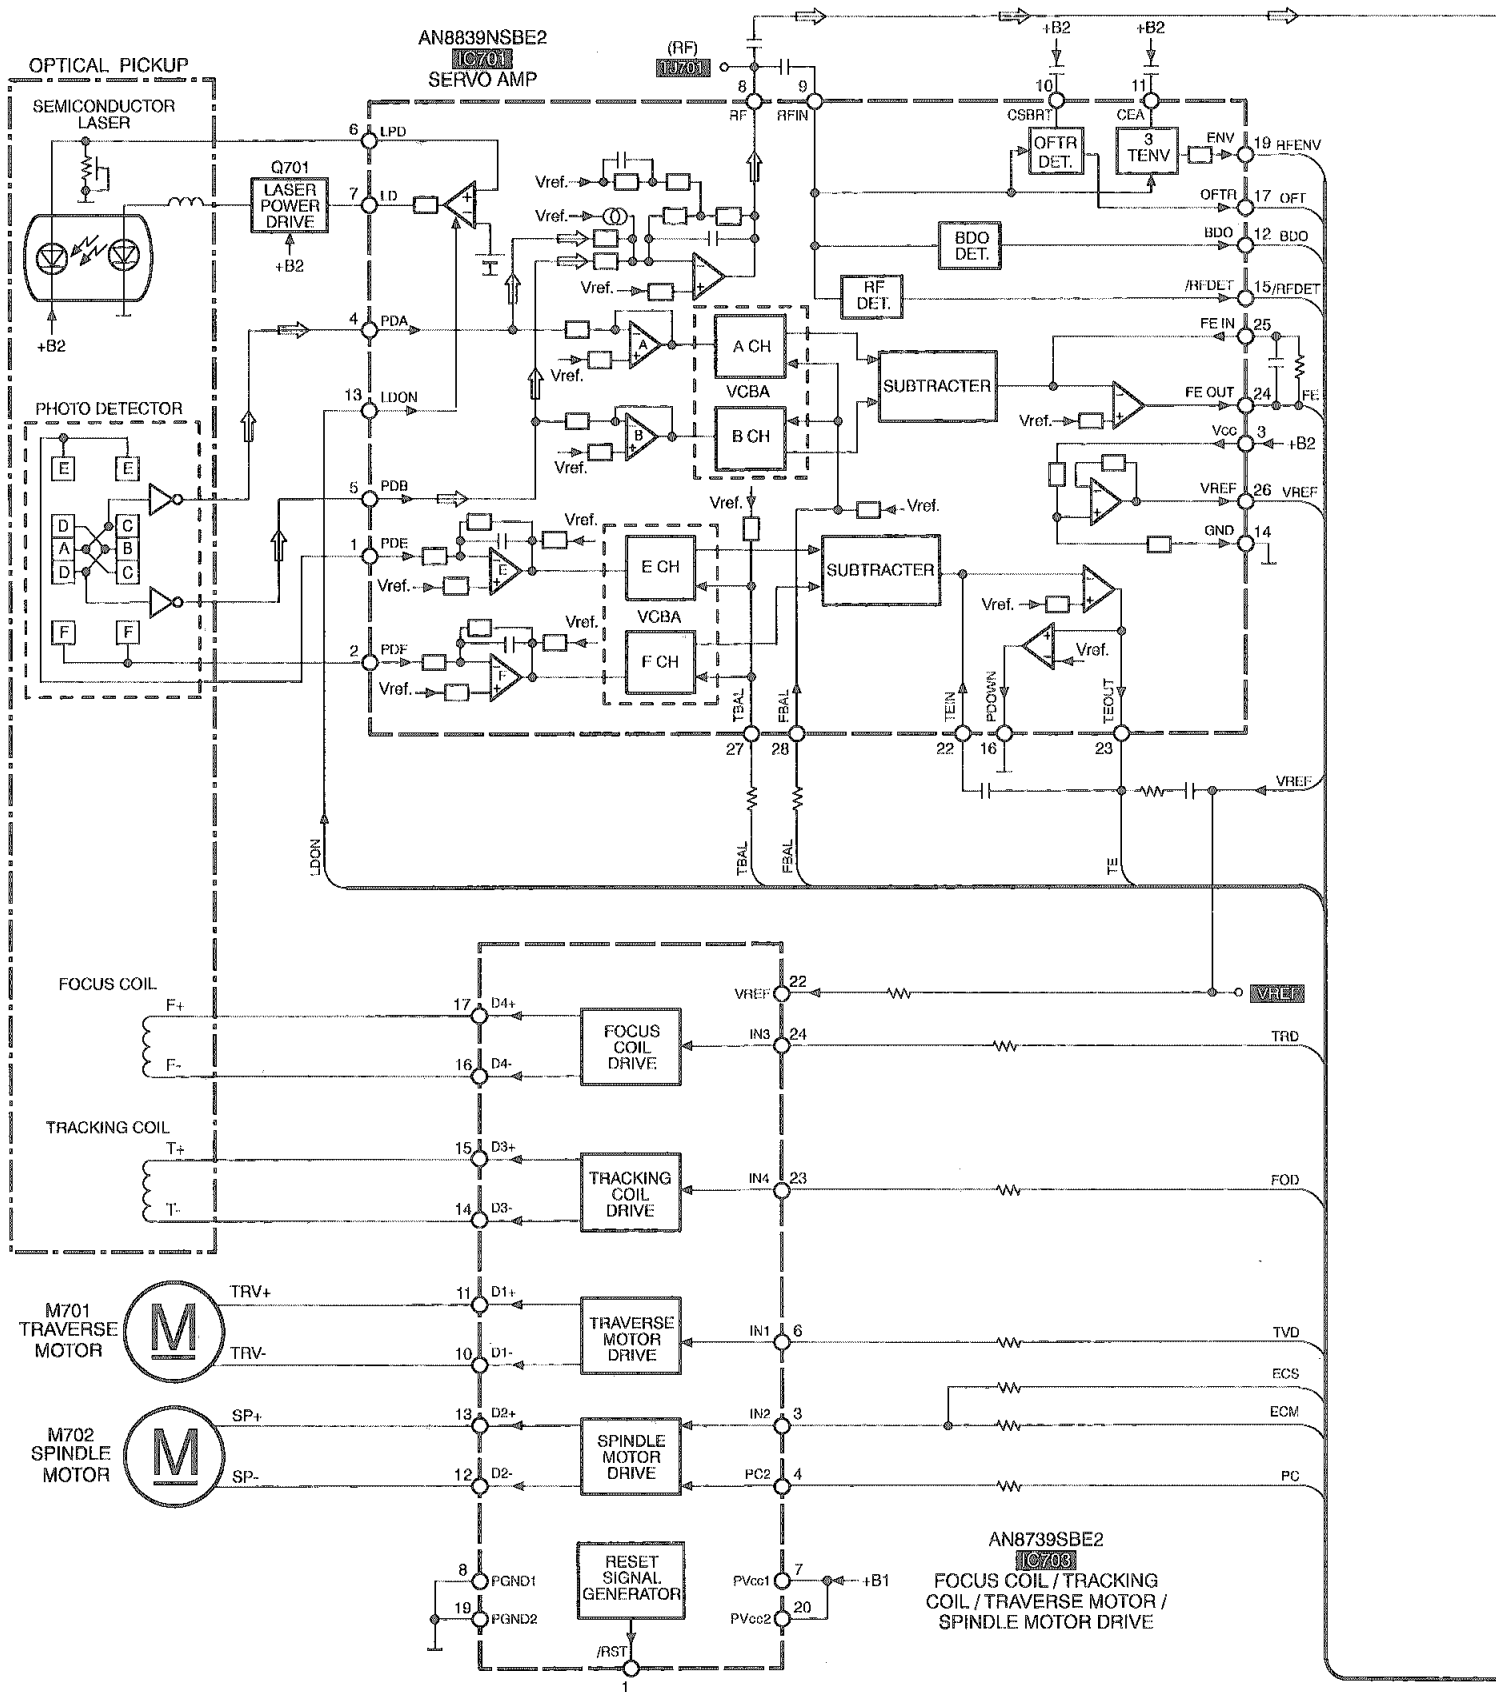 AN8839NSBE2
IC701
SERVO AMP
(RF)
TJ701
+B2
+B2
OPTICAL PICKUP
SEMICONDUCTOR
LASER
Q701
LASER
POWER
DRIVE
+B2
+B2
6 LPD
7 LD
4 PDA
13 LDON
5 PDB
1 PDE
2 PDF
8
RF
9
RFIN
10
CSBRT
11
CEA
OFTR
DET.
3
TENV
ENV
19 RFENV
OFTR
17 OFT
BDO
DET.
BDO
12 BDO
RF
DET.
/RFDET
15 /RFDET
FE IN
25
FE OUT
24
FE
Vcc
3
+B2
VREF
26 VREF
GND
14
Vref.
Vref.
Vref.
Vref.
A
Vref.
B
A CH
VCBA
B CH
SUBTRACTER
Vref.
Vref.
Vref.
PHOTO DETECTOR
E E
D C
A B
D C
F F
Vref.
Vref.
E
Vref.
Vref.
F
E CH
VCBA
F CH
SUBTRACTER
Vref.
Vref.
TBAL
FBAL
TEIN
PDOWN
TEOUT
27
28
22
16
23
VREF
LDON
TBAL
FBAL
TE
FOCUS COIL
F+
F-
17 D4+
16 D4-
FOCUS
COIL
DRIVE
VREF 22
VREF
IN3 24
TRD
TRACKING COIL
T+
T-
15 D3+
14 D3-
TRACKING
COIL
DRIVE
IN4 23
FOD
M701
TRAVERSE
MOTOR
M
TRV+
TRV-
11 D1+
10 D1-
TRAVERSE
MOTOR
DRIVE
IN1 6
TVD
ECS
M702
SPINDLE
MOTOR
M
SP+
SP-
13 D2+
12 D2-
SPINDLE
MOTOR
DRIVE
IN2 3
ECM
PC2 4
PC
8 PGND1
19 PGND2
RESET
SIGNAL
GENERATOR
/RST
1
PVcc1 7
PVcc2 20
+B1
AN8739SBE2
IC703
FOCUS COIL / TRACKING
COIL / TRAVERSE MOTOR /
SPINDLE MOTOR DRIVE